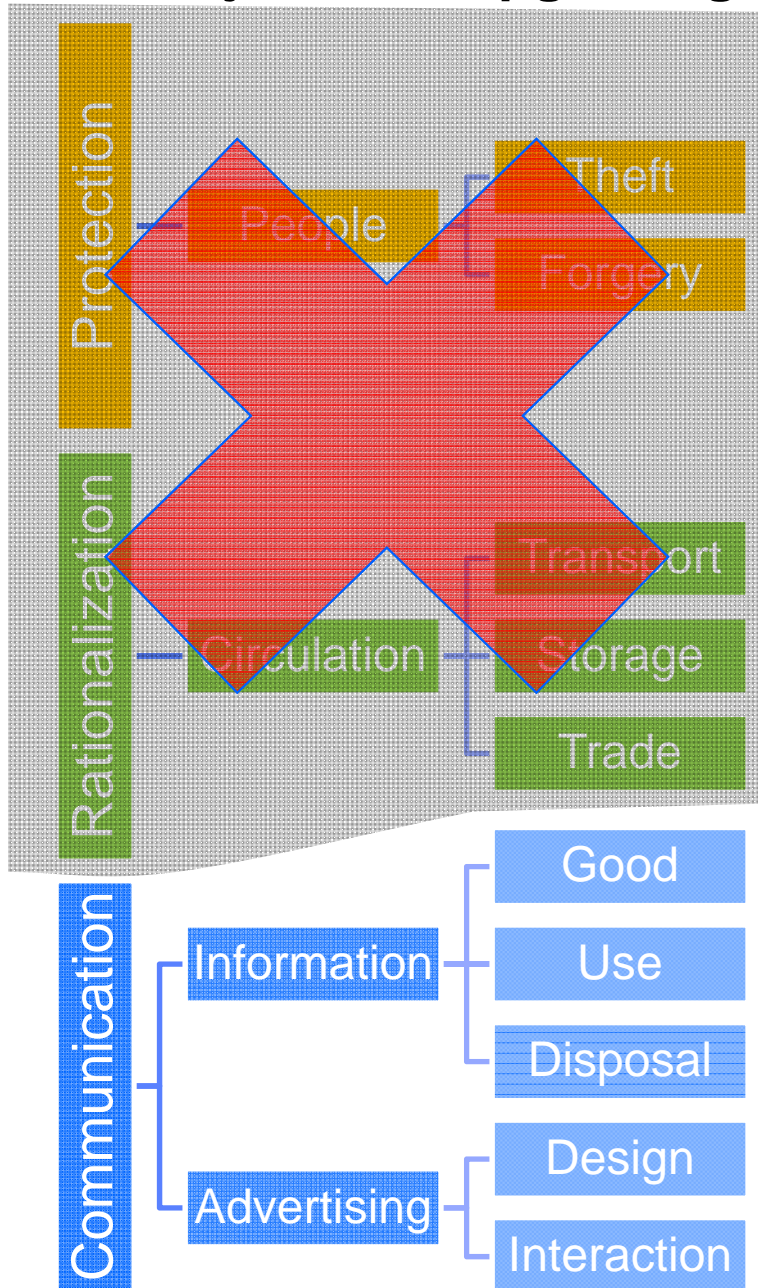 Protection
People
Theft
Forgery
Rationalization
Circulation
Transport
Storage
Trade
Communication
Information
Good
Use
Disposal
Advertising
Design
Interaction